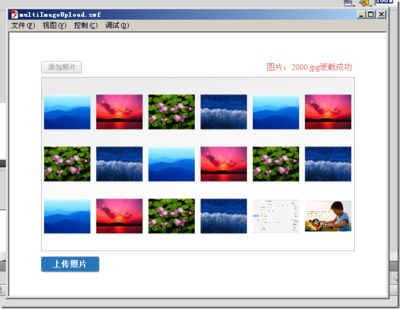 multiImageUpload.swf
文件(F) 视图(V) 控制(C) 调试(D)
添加照片
图片：2000.jpg装载成功
上传照片